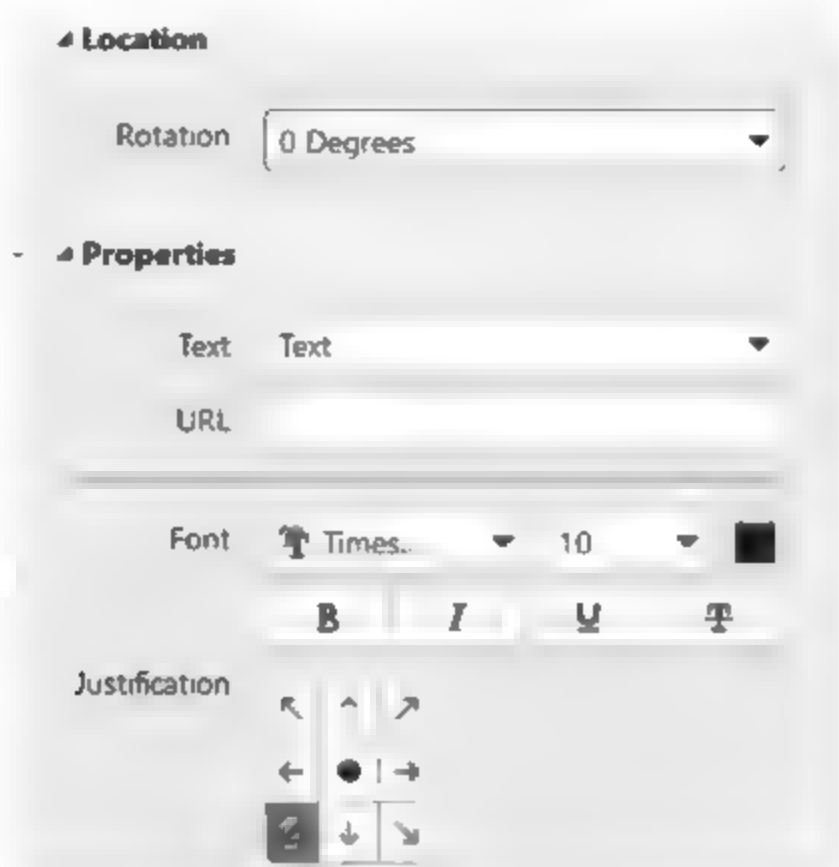 Location
Rotation 0 Degrees
Properties
Text Text
URL
Font Times.. 10
B I U T
Justification